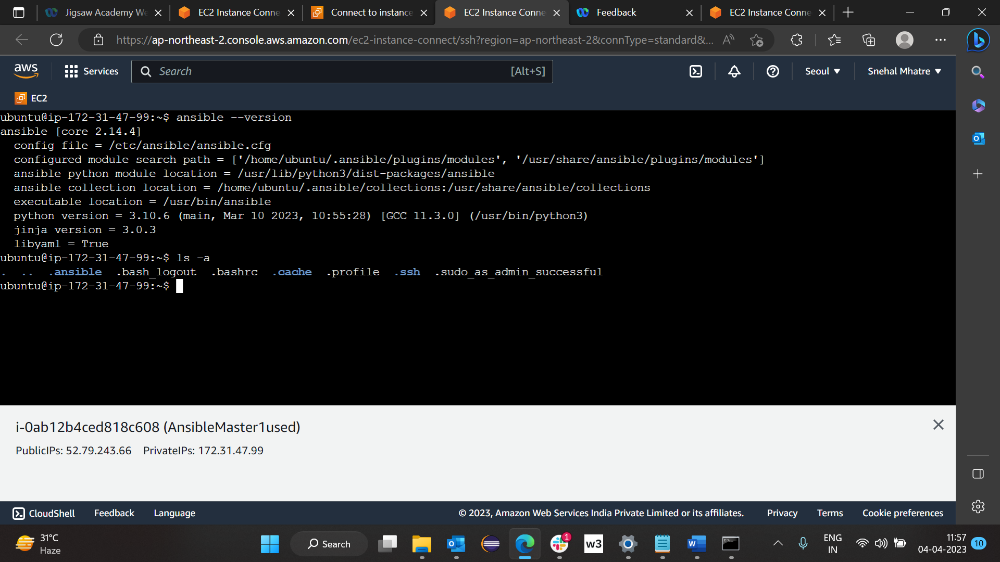 Jigsaw Academy We
EC2 Instance Conne
Connect to instance
EC2 Instance Conne
Feedback
EC2 Instance Conne
https://ap-northeast-2.console.aws.amazon.com/ec2-instance-connect/ssh?region=ap-northeast-2&connType=standard&...
aws
Services
Search
[Alt+S]
Seoul
Snehal Mhatre
EC2
ubuntu@ip-172-31-47-99:~$ ansible --version
ansible [core 2.14.4]
config file = /etc/ansible/ansible.cfg
configured module search path = ['/home/ubuntu/.ansible/plugins/modules', '/usr/share/ansible/plugins/modules']
ansible python module location = /usr/lib/python3/dist-packages/ansible
ansible collection location = /home/ubuntu/.ansible/collections:/usr/share/ansible/collections
executable location = /usr/bin/ansible
python version = 3.10.6 (main, Mar 10 2023, 10:55:28) [GCC 11.3.0] (/usr/bin/python3)
jinja version = 3.0.3
libyaml = True
ubuntu@ip-172-31-47-99:~$ ls -a
. .. .ansible .bash_logout .bashrc .cache .profile .ssh .sudo_as_admin_successful
ubuntu@ip-172-31-47-99:~$
i-0ab12b4ced818c608 (AnsibleMaster1used)
PublicIPs: 52.79.243.66 PrivateIPs: 172.31.47.99
CloudShell
Feedback
Language
© 2023, Amazon Web Services India Private Limited or its affiliates.
Privacy
Terms
Cookie preferences
31°C
Haze
Search
1
w3
ENG
IN
11:57
04-04-2023
10